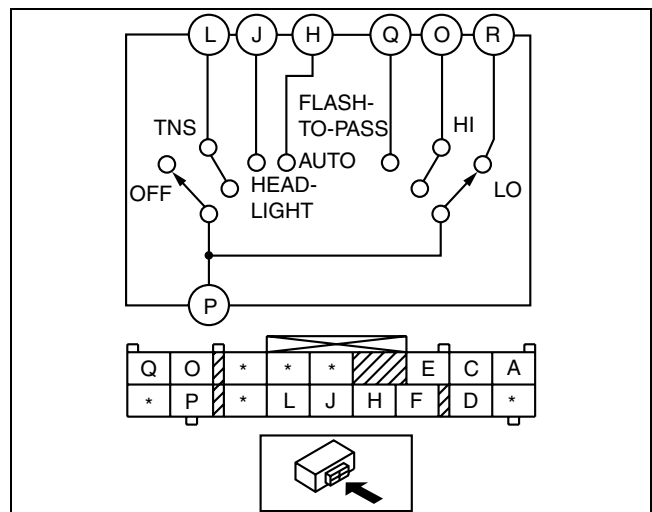 L J H Q O R
FLASH-
TO-PASS
TNS
HI
AUTO
OFF
HEAD-
LIGHT
LO
P
Q O * * * E C A
* P * L J H F D *